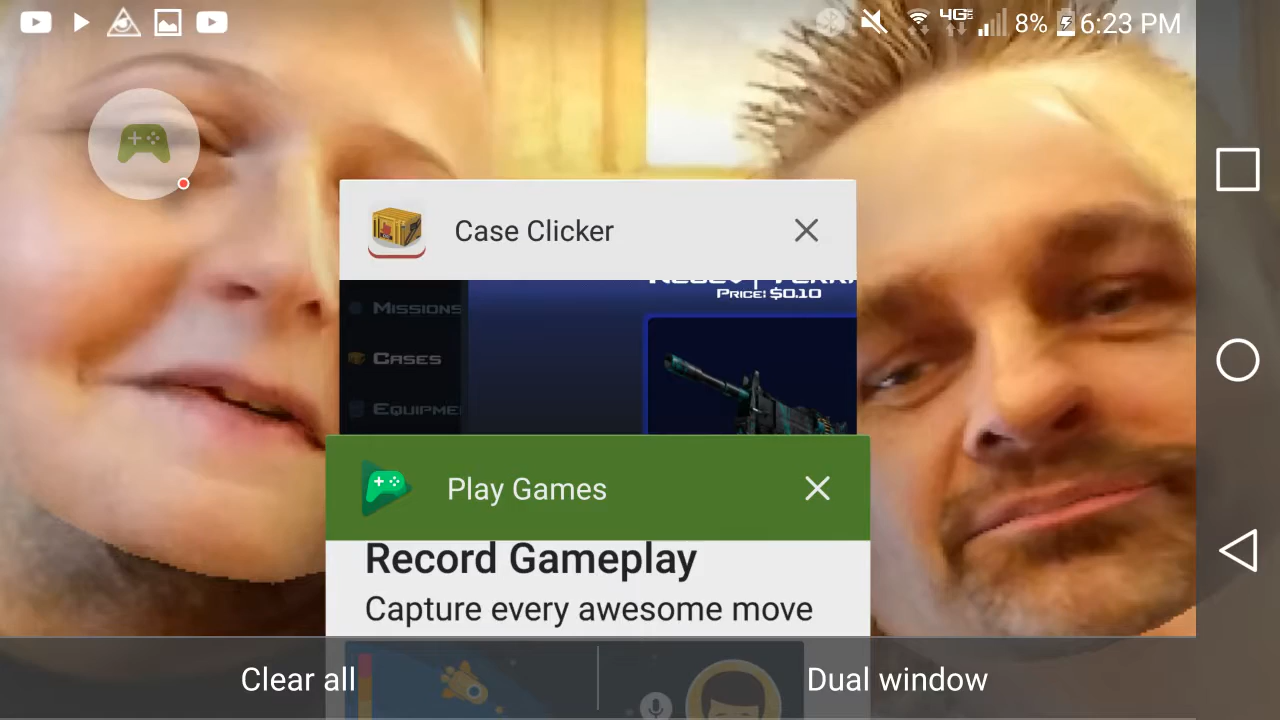 4GE 8% 6:23 PM
Case Clicker
Price: $0.10
Missions
Cases
Play Games
Record Gameplay
Capture every awesome move
Clear all
Dual window